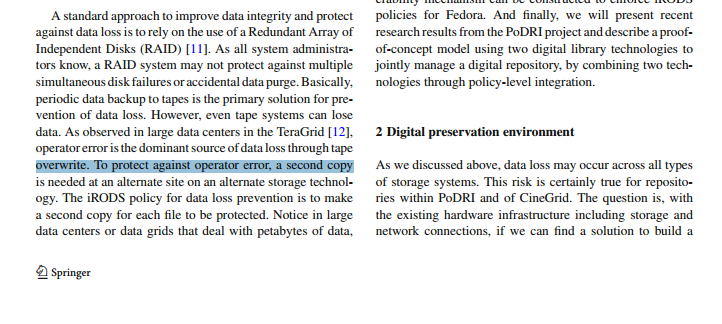 A standard approach to improve data integrity and protect
against data loss is to rely on the use of a Redundant Array of
Independent Disks (RAID) [11]. As all system administra-
tors know, a RAID system may not protect against multiple
simultaneous disk failures or accidental data purge. Basically,
periodic data backup to tapes is the primary solution for pre-
vention of data loss. However, even tape systems can lose
data. As observed in large data centers in the TeraGrid [12],
operator error is the dominant source of data loss through tape
overwrite. To protect against operator error, a second copy
is needed at an alternate site on an alternate storage technol-
ogy. The iRODS policy for data loss prevention is to make
a second copy for each file to be protected. Notice in large
data centers or data grids that deal with petabytes of data,
policies for Fedora. And finally, we will present recent
research results from the PoDRI project and describe a proof-
of-concept model using two digital library technologies to
jointly manage a digital repository, by combining two tech-
nologies through policy-level integration.
2 Digital preservation environment
As we discussed above, data loss may occur across all types
of storage systems. This risk is certainly true for reposito-
ries within PoDRI and of CineGrid. The question is, with
the existing hardware infrastructure including storage and
network connections, if we can find a solution to build a
Springer